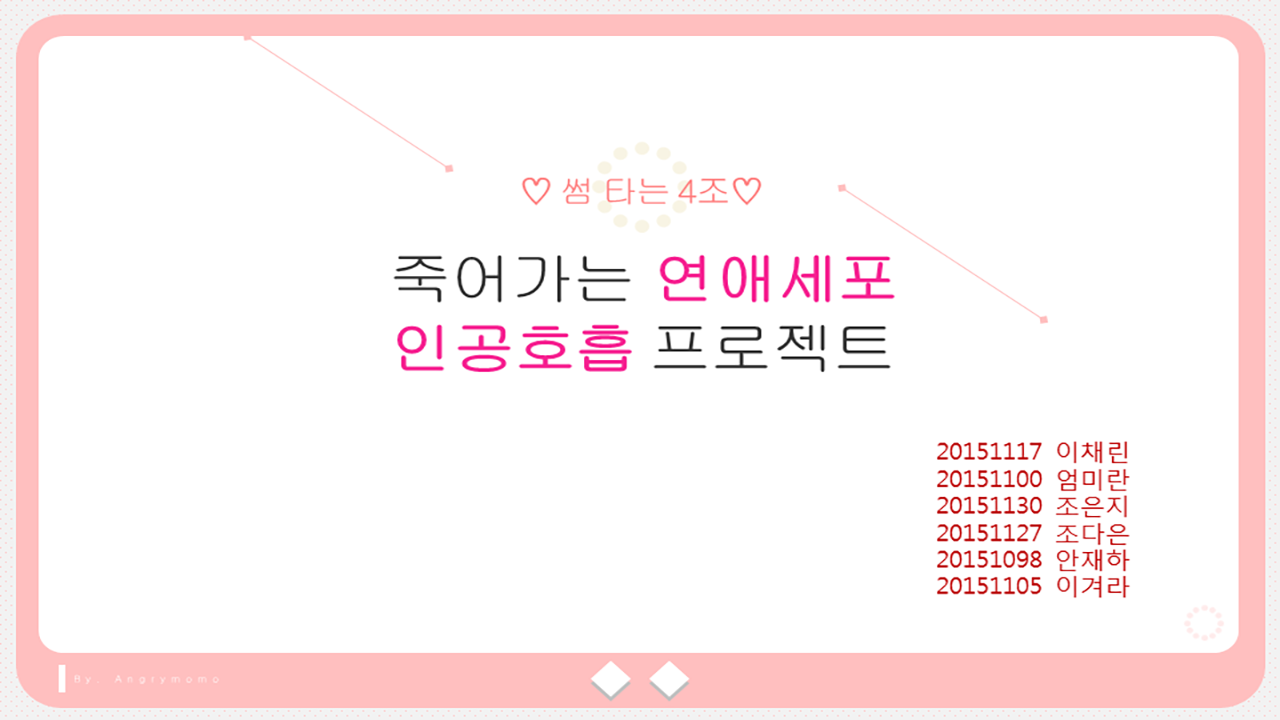 ♡ 썸 타는 4조♡
죽어가는 연애세포
인공호흡 프로젝트
20151117 이채린
20151100 엄미란
20151130 조은지
20151127 조다은
20151098 안재하
20151105 이겨라
By. Angrymomo